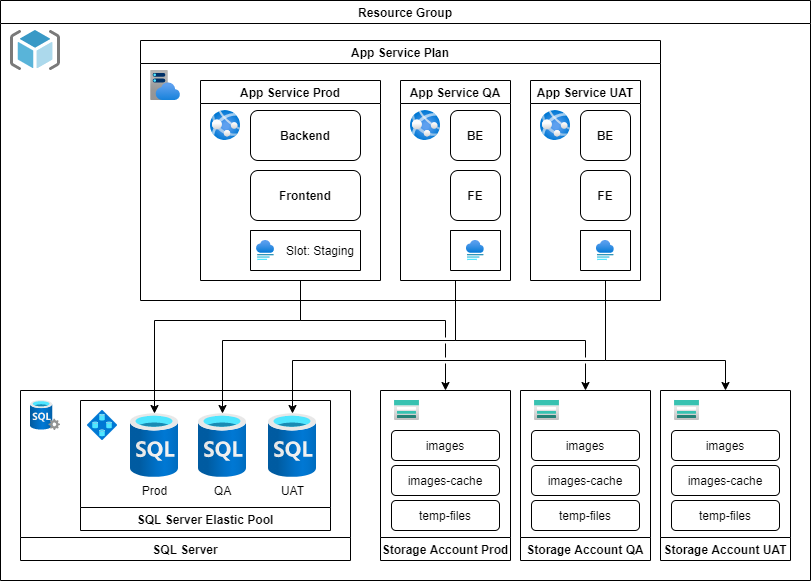 Resource Group
App Service Plan
App Service Prod
App Service QA
App Service UAT
Backend
BE
BE
Frontend
FE
FE
Slot: Staging
SQL
SQL
SQL
SQL
Prod
QA
UAT
SQL Server Elastic Pool
SQL Server
images
images-cache
temp-files
Storage Account Prod
images
images-cache
temp-files
Storage Account QA
images
images-cache
temp-files
Storage Account UAT